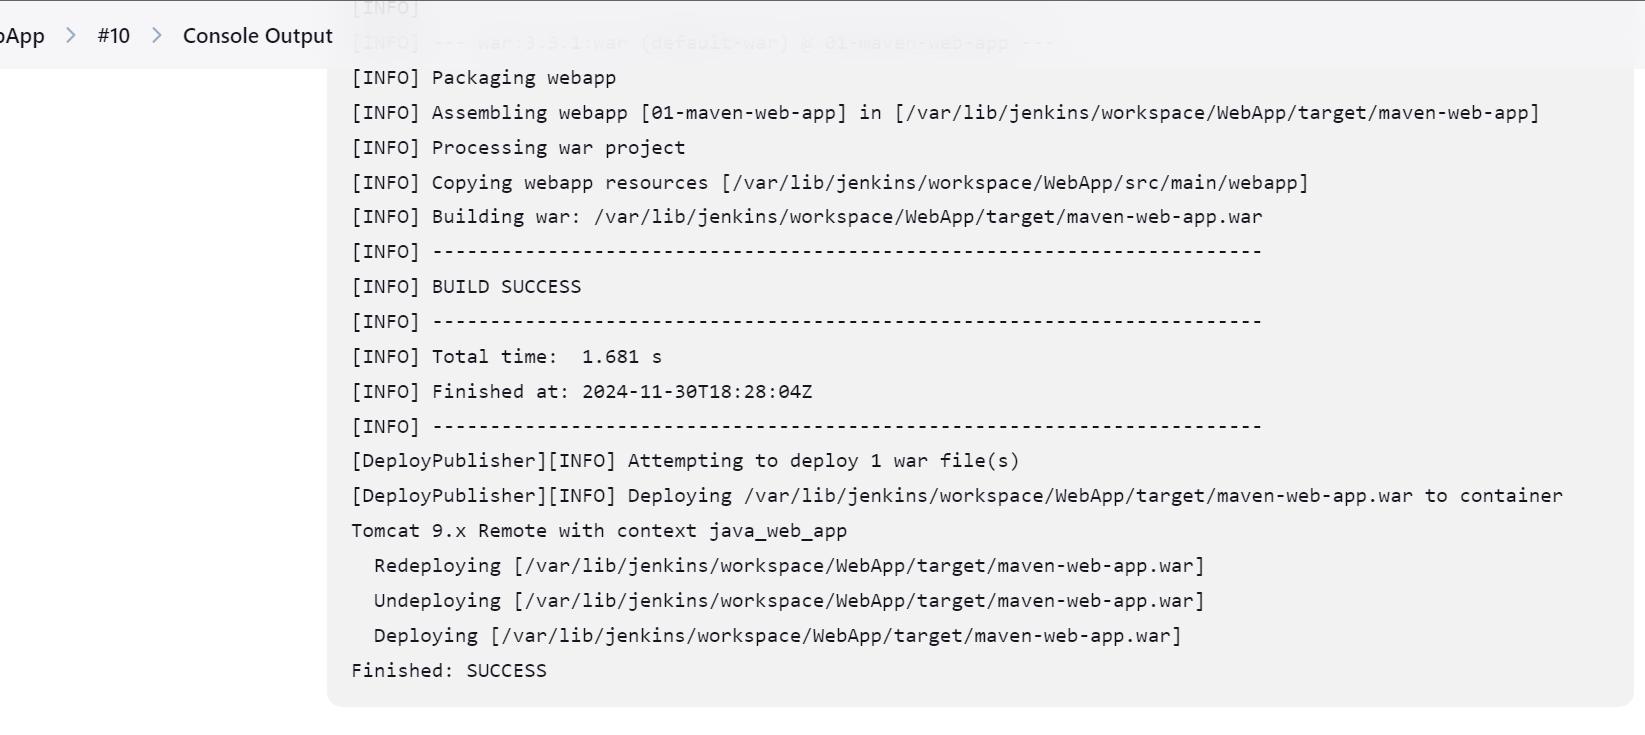 [INFO]
bApp > #10 > Console Output
[INFO] --- war:3.3.1:war (default-war) @ 01-maven-web-app ---
[INFO] Packaging webapp
[INFO] Assembling webapp [01-maven-web-app] in [/var/lib/jenkins/workspace/WebApp/target/maven-web-app]
[INFO] Processing war project
[INFO] Copying webapp resources [/var/lib/jenkins/workspace/WebApp/src/main/webapp]
[INFO] Building war: /var/lib/jenkins/workspace/WebApp/target/maven-web-app.war
[INFO] ------------------------------------------------------------------------
[INFO] BUILD SUCCESS
[INFO] ------------------------------------------------------------------------
[INFO] Total time:  1.681 s
[INFO] Finished at: 2024-11-30T18:28:04Z
[INFO] ------------------------------------------------------------------------
[DeployPublisher][INFO] Attempting to deploy 1 war file(s)
[DeployPublisher][INFO] Deploying /var/lib/jenkins/workspace/WebApp/target/maven-web-app.war to container
Tomcat 9.x Remote with context java_web_app
  Redeploying [/var/lib/jenkins/workspace/WebApp/target/maven-web-app.war]
  Undeploying [/var/lib/jenkins/workspace/WebApp/target/maven-web-app.war]
  Deploying [/var/lib/jenkins/workspace/WebApp/target/maven-web-app.war]
Finished: SUCCESS